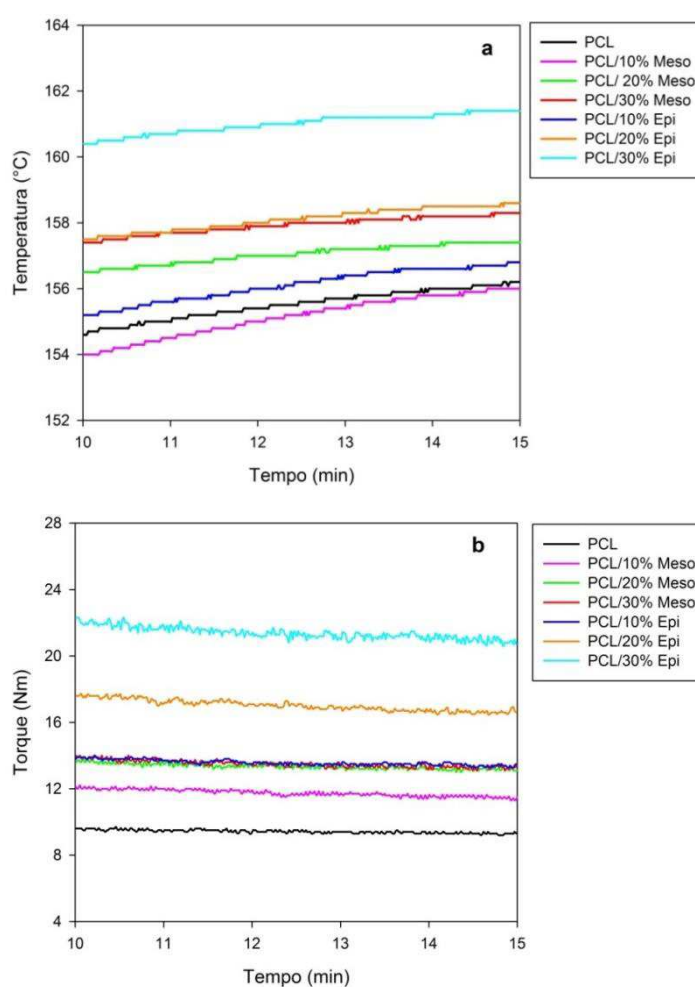 164
162
160
158
156
154
152
Temperatura (°C)
a
10 11 12 13 14 15
Tempo (min)
PCL
PCL/10% Meso
PCL/ 20% Meso
PCL/30% Meso
PCL/10% Epi
PCL/20% Epi
PCL/30% Epi
28
24
20
16
12
8
4
Torque (Nm)
b
10 11 12 13 14 15
Tempo (min)
PCL
PCL/10% Meso
PCL/20% Meso
PCL/30% Meso
PCL/10% Epi
PCL/20% Epi
PCL/30% Epi